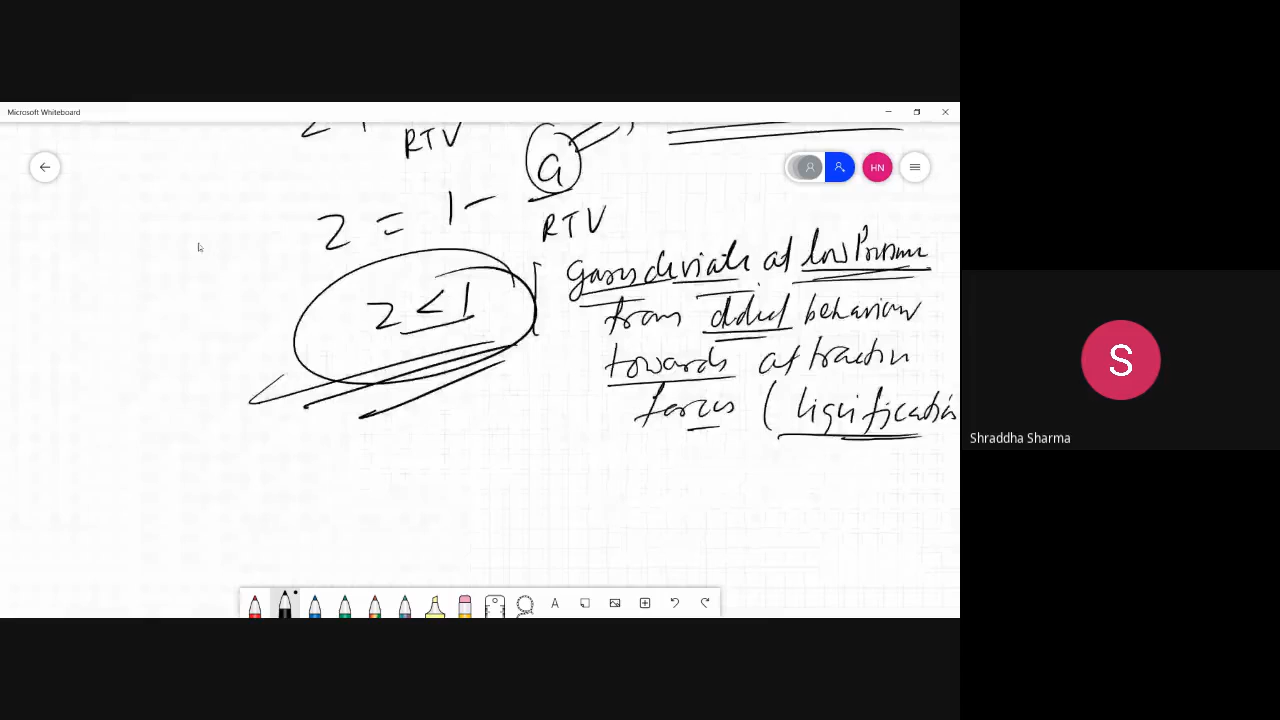 Microsoft Whiteboard
RTV
a
Z = 1 -
RTV
HN
gases deviate at low Pressure
Z < 1
from ideal behaviour
towards attraction
forces ( liquification
S
Shraddha Sharma
A